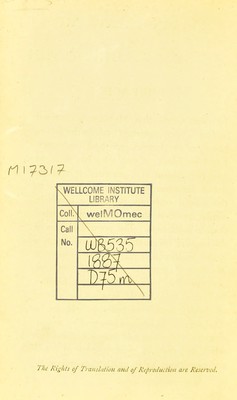 M17317
WELLCOME INSTITUTE
LIBRARY
Coll. welMOmec
Call
No. WB535
1887
D75m
The Rights of Translation and of Reproduction are Reserved.